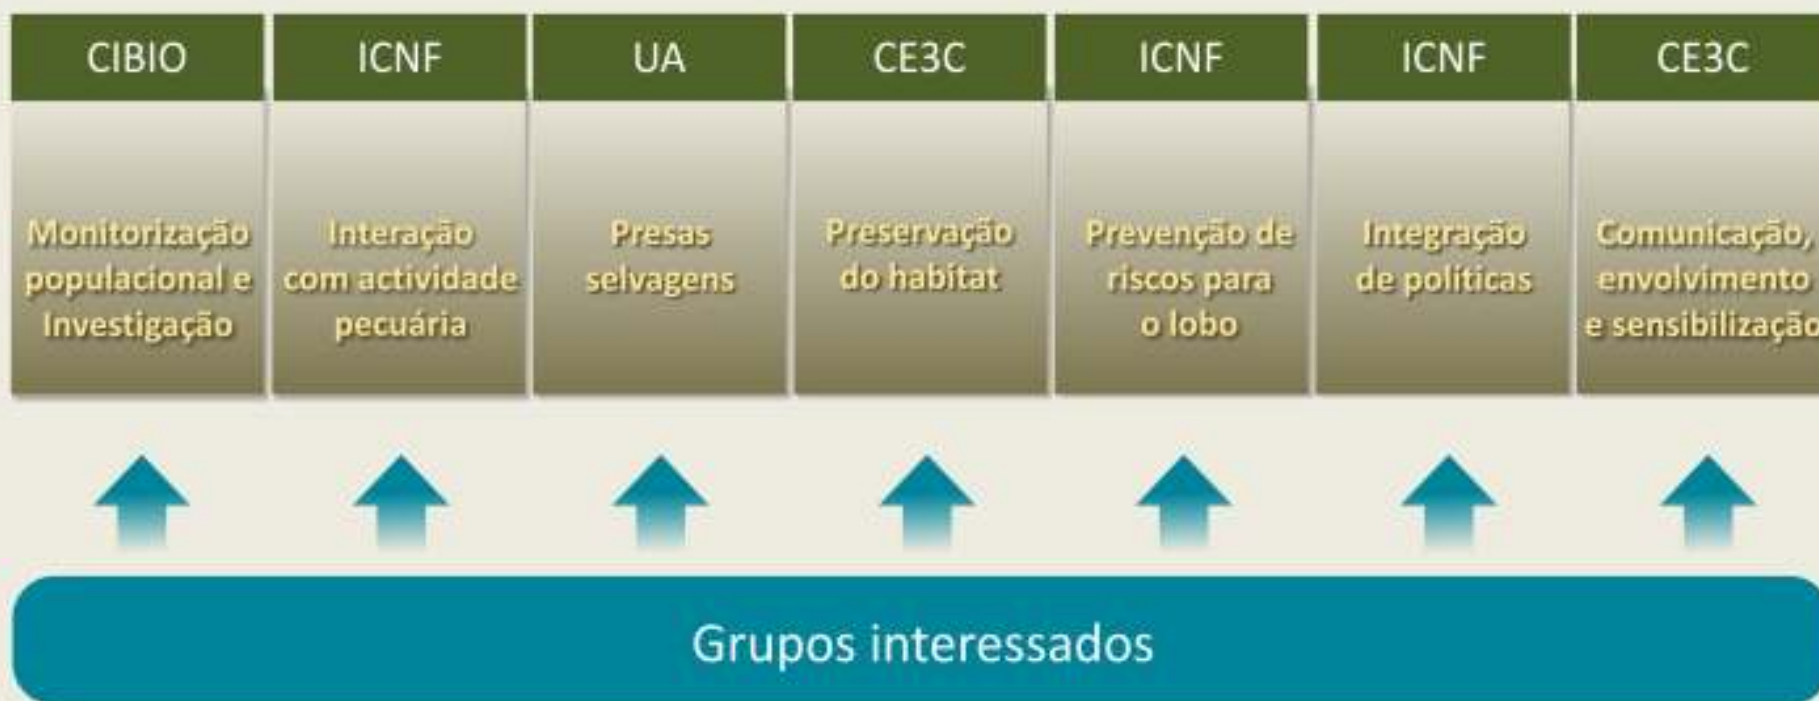 CIBIO
ICNF
UA
CE3C
ICNF
ICNF
CE3C
Monitorização
populacional e
Investigação
Interação
com actividade
pecuária
Presas
selvagens
Preservação
do habitat
Prevenção de
riscos para
o lobo
Integração
de políticas
Comunicação,
envolvimento
e sensibilização
Grupos interessados